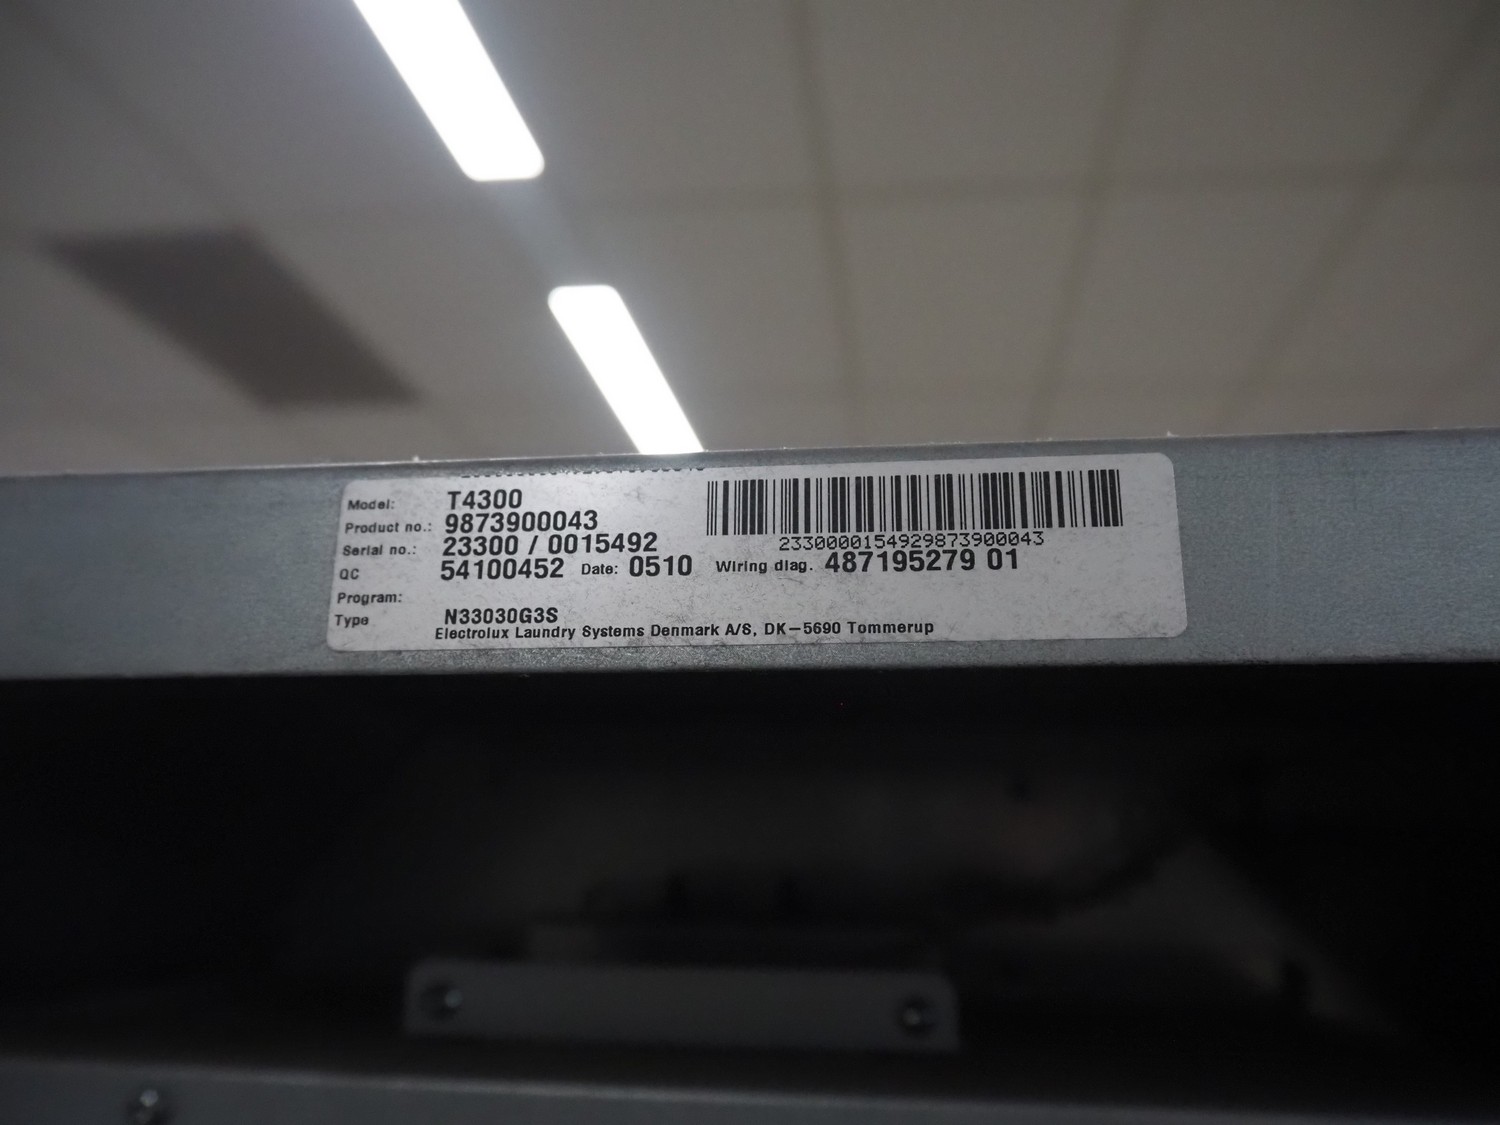 Model: T4300
Product no.: 9873900043
Serial no.: 23300 / 0015492
QC 54100452 Date: 0510 Wiring diag. 487195279 01
Program:
Type N33030G3S
Electrolux Laundry Systems Denmark A/S, DK-5690 Tommerup
2330000154929873900043